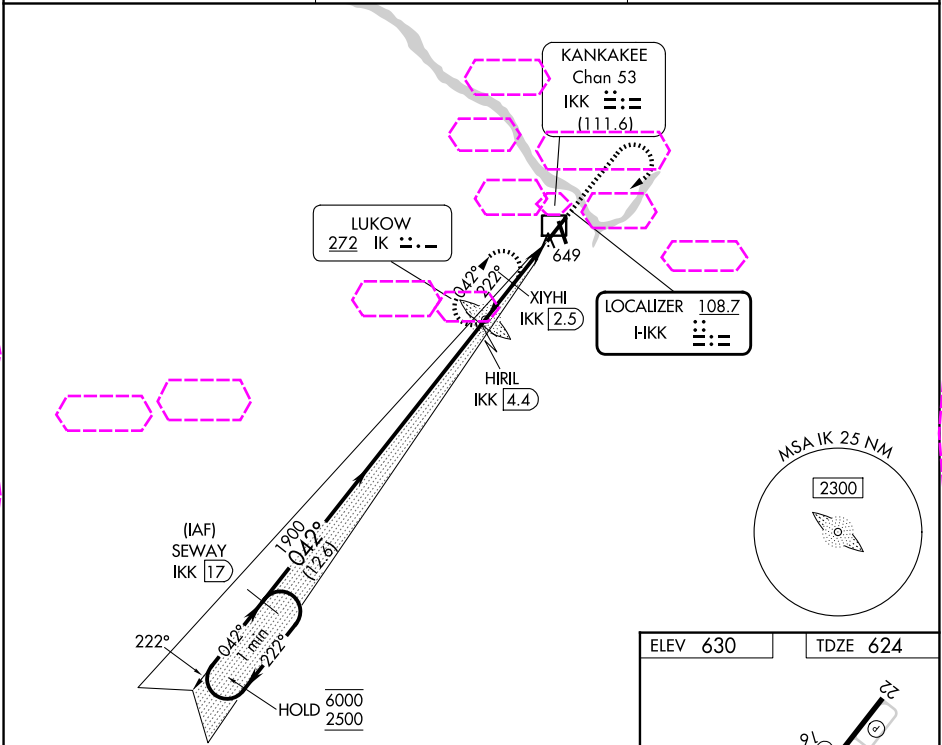 KANKAKEE
Chan 53
IKK
(111.6)
LUKOW
272 IK
649
042°
222°
XIYHI
IKK 2.5
LOCALIZER 108.7
I-IKK
HIRIL
IKK 4.4
MSA IK 25 NM
2300
(IAF)
SEWAY
IKK 17
1900
042°
(12.6)
222°
042°
1 min
222°
HOLD 6000
2500
ELEV 630
TDZE 624
22
P